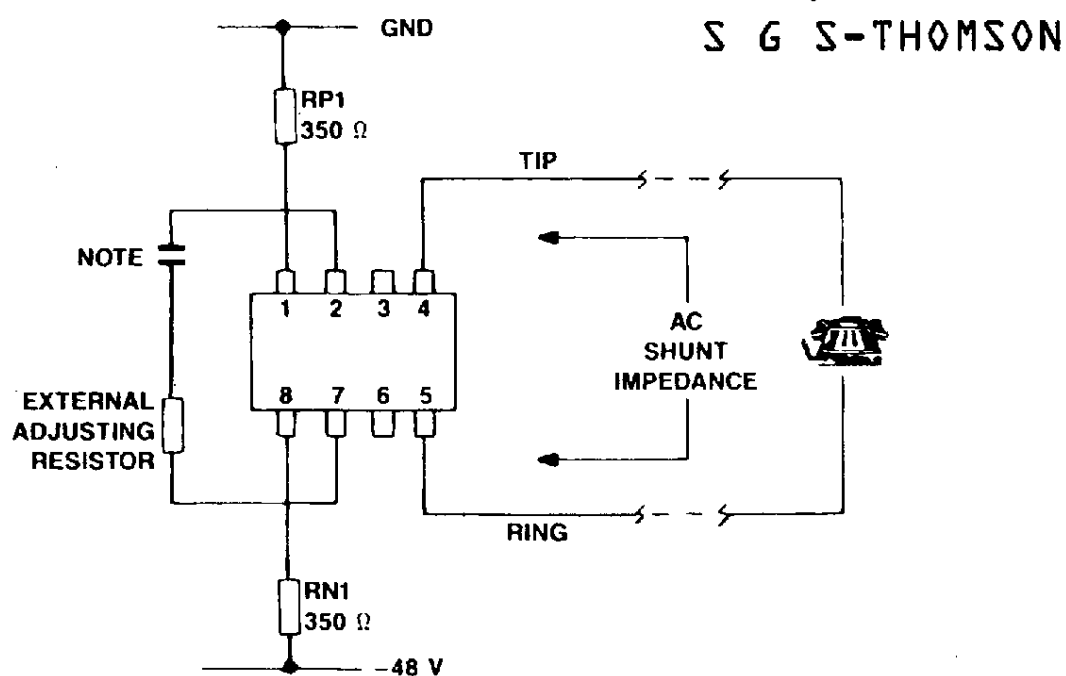 GND
S G S-THOMSON
RP1
350 Ω
TIP
NOTE
1 2 3 4
AC
SHUNT
IMPEDANCE
8 7 6 5
EXTERNAL
ADJUSTING
RESISTOR
RING
RN1
350 Ω
-48 V